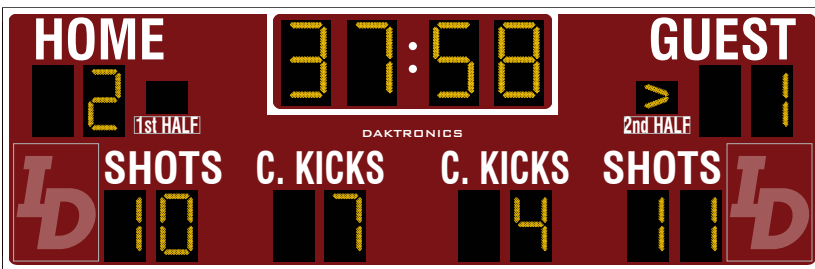 HOME 37:58 GUEST
2 > 1
1st HALF 2nd HALF
DAKTRONICS
SHOTS C. KICKS C. KICKS SHOTS
ID ID
10 7 4 11